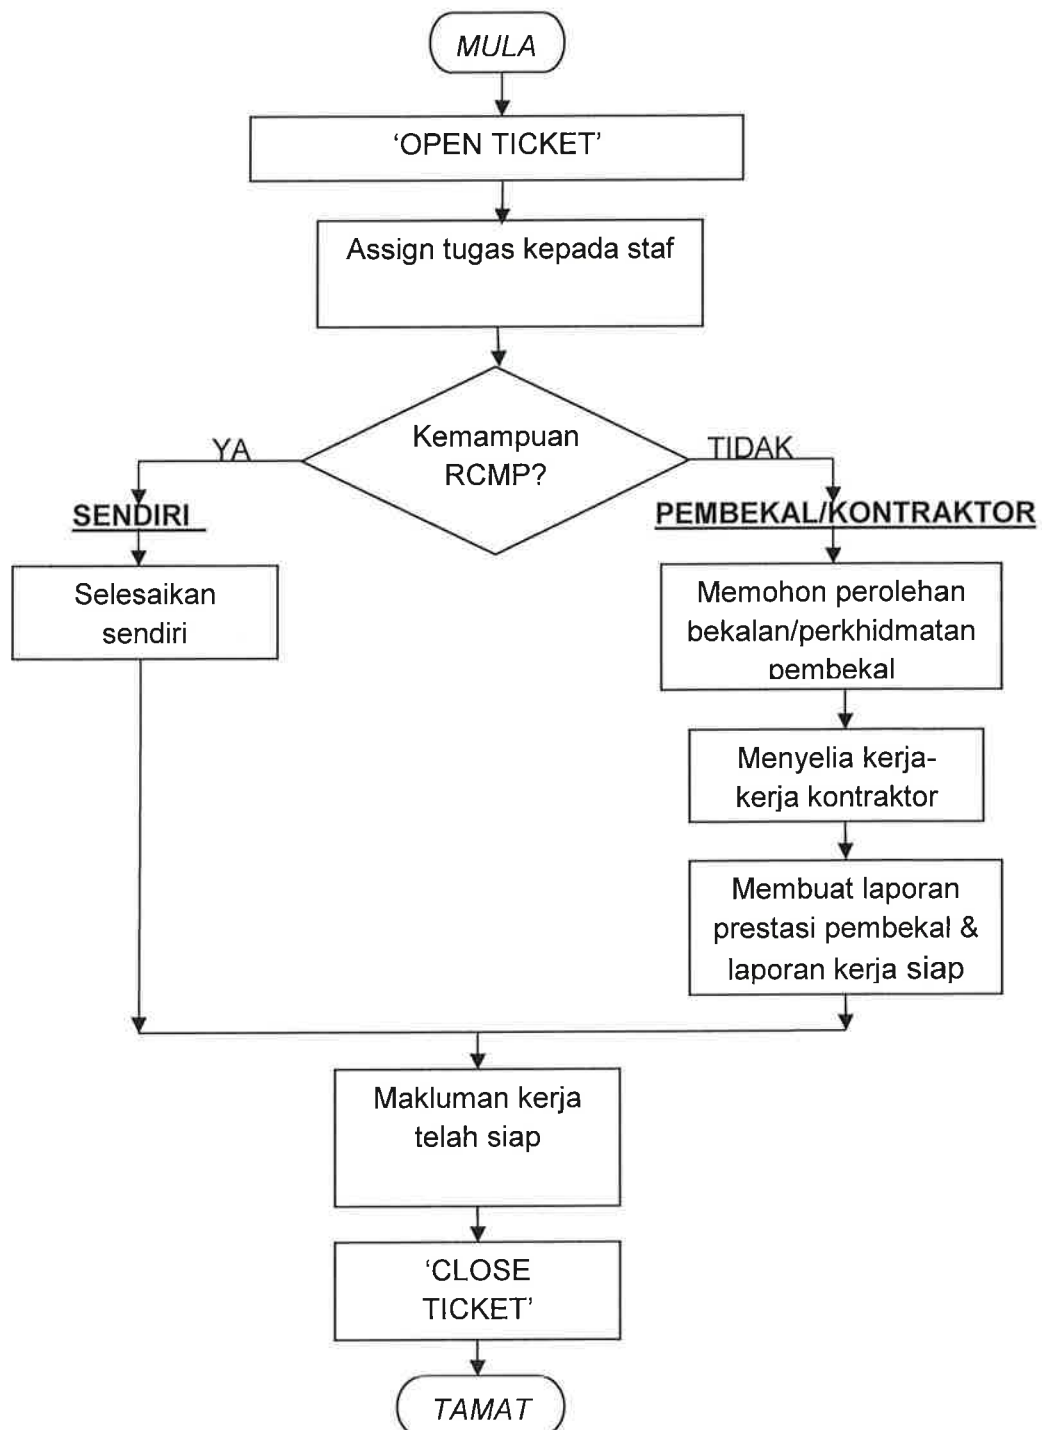 MULA
‘OPEN TICKET’
Assign tugas kepada staf
Kemampuan
RCMP?
YA
TIDAK
SENDIRI
PEMBEKAL/KONTRAKTOR
Selesaikan
sendiri
Memohon perolehan
bekalan/perkhidmatan
pembekal
Menyelia kerja-
kerja kontraktor
Membuat laporan
prestasi pembekal &
laporan kerja siap
Makluman kerja
telah siap
‘CLOSE
TICKET’
TAMAT